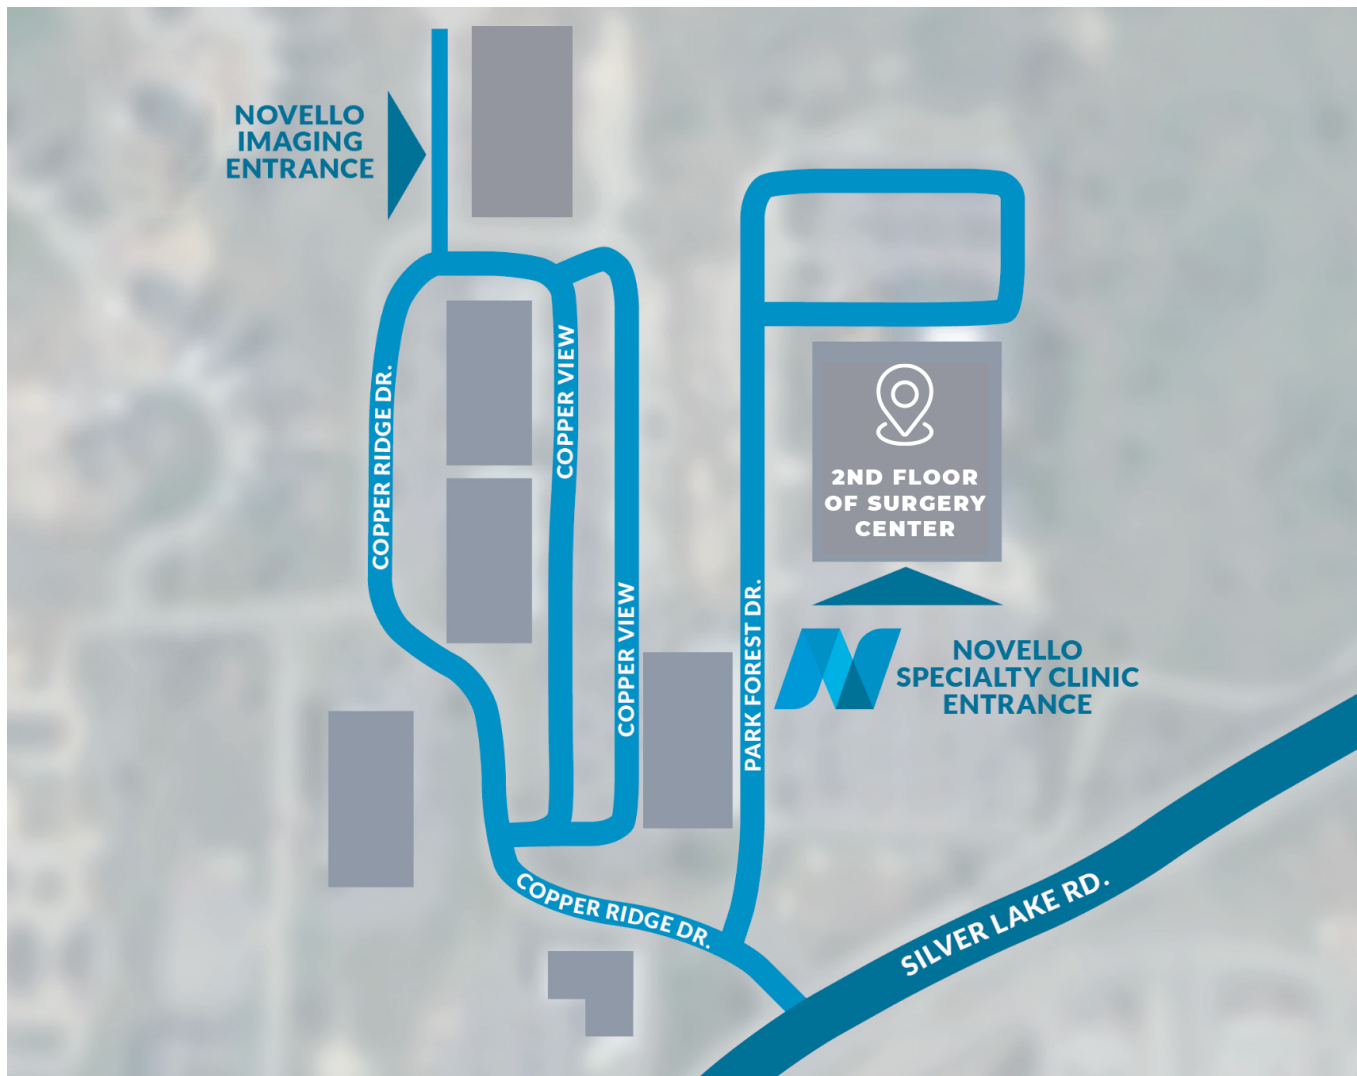 NOVELLO
IMAGING
ENTRANCE
COPPER RIDGE DR.
COPPER VIEW
COPPER VIEW
PARK FOREST DR.
2ND FLOOR
OF SURGERY
CENTER
NOVELLO
SPECIALTY CLINIC
ENTRANCE
COPPER RIDGE DR.
SILVER LAKE RD.